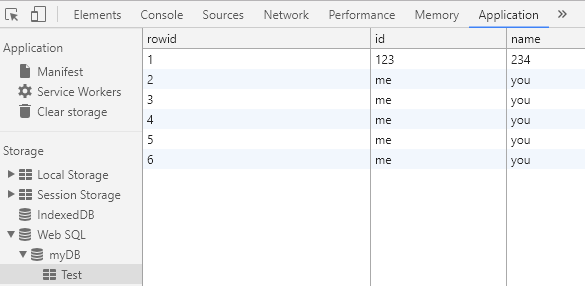 Elements Console Sources Network Performance Memory Application »
Application
Manifest
Service Workers
Clear storage
Storage
Local Storage
Session Storage
IndexedDB
Web SQL
myDB
Test
rowid id name
1 123 234
2 me you
3 me you
4 me you
5 me you
6 me you